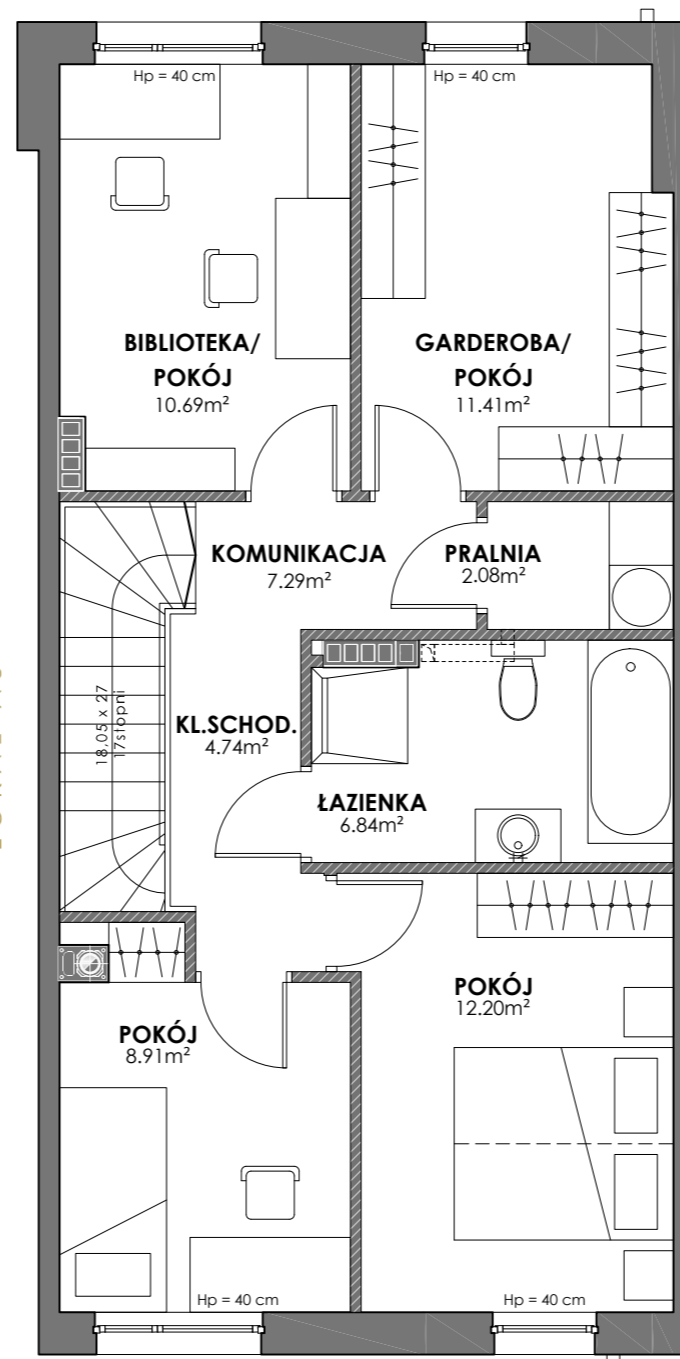 Hp = 40 cm
Hp = 40 cm
BIBLIOTEKA/
POKÓJ
10.69m²
GARDEROBA/
POKÓJ
11.41m²
KOMUNIKACJA
7.29m²
PRALNIA
2.08m²
18,05 x 27
17stopni
KL.SCHOD.
4.74m²
ŁAZIENKA
6.84m²
POKÓJ
12.20m²
POKÓJ
8.91m²
Hp = 40 cm
Hp = 40 cm